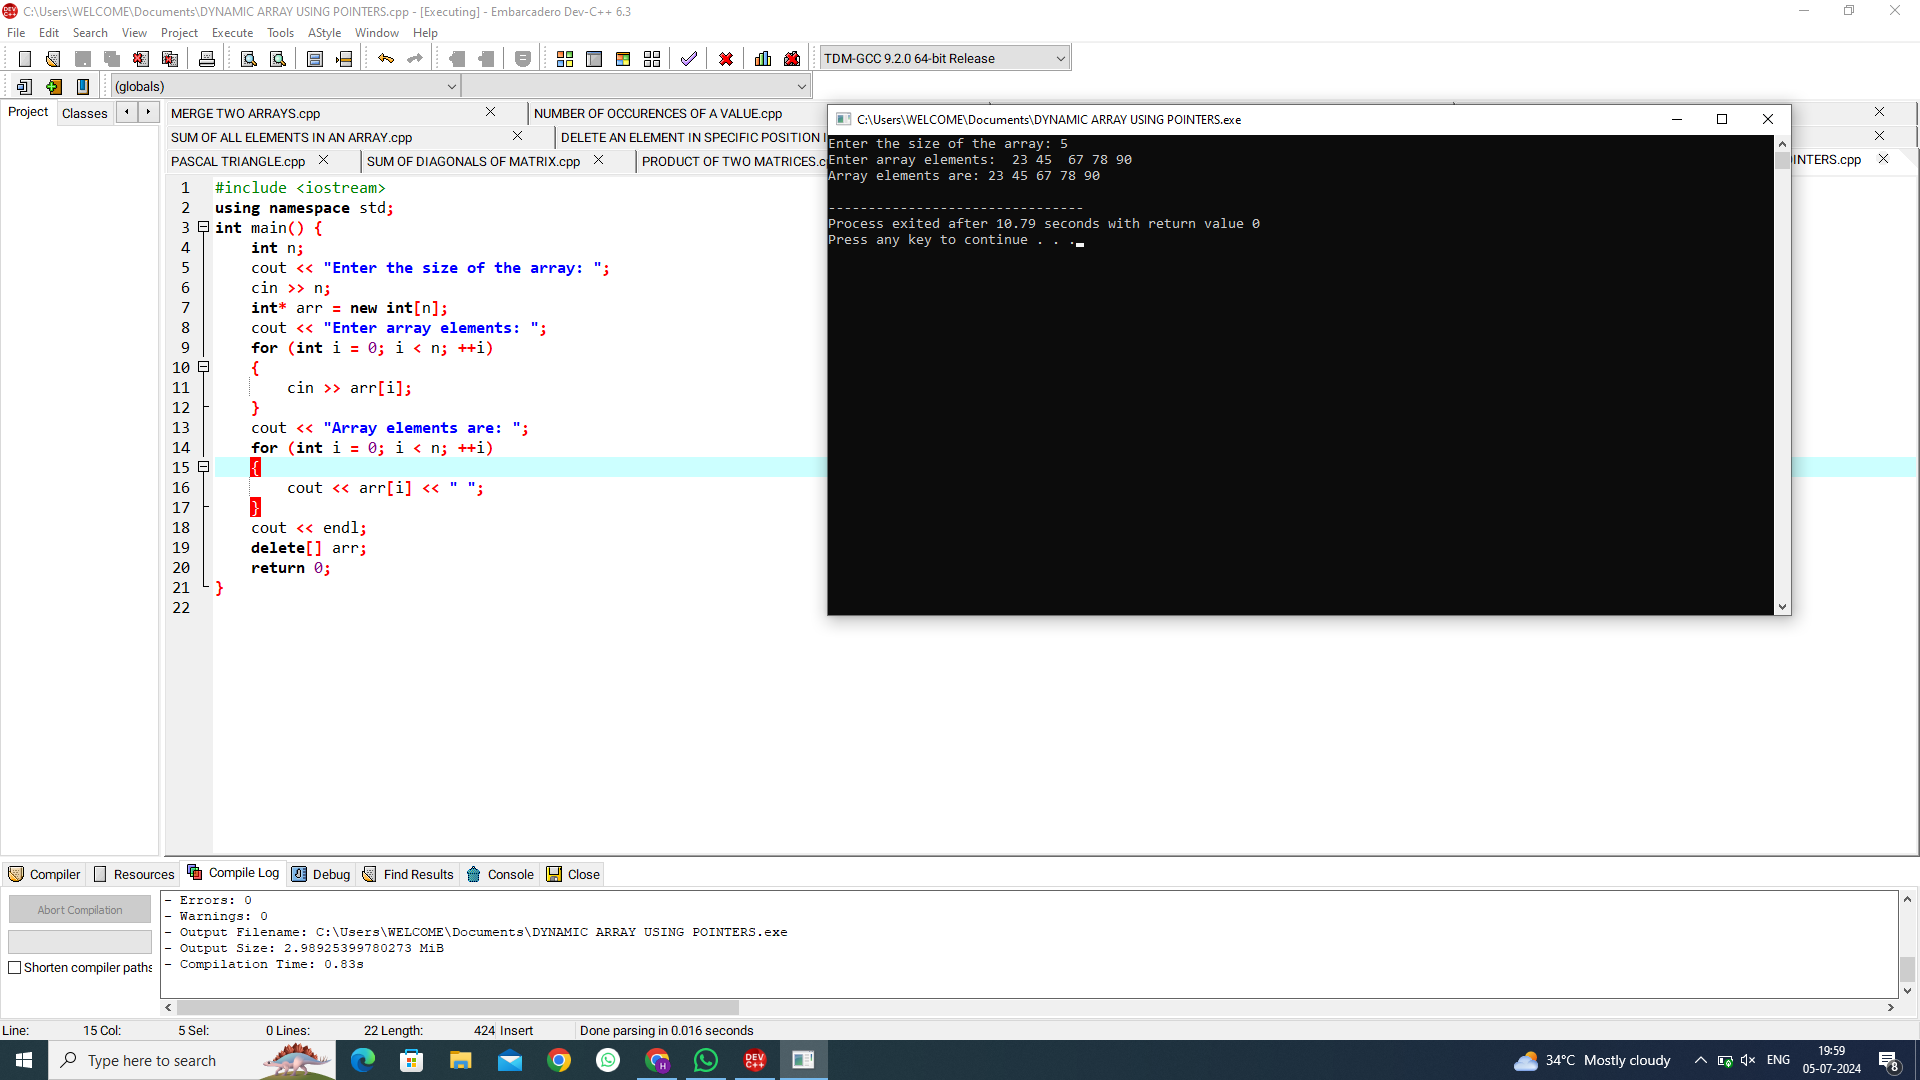 C:\Users\WELCOME\Documents\DYNAMIC ARRAY USING POINTERS.cpp - [Executing] - Embarcadero Dev-C++ 6.3
File Edit Search View Project Execute Tools AStyle Window Help
TDM-GCC 9.2.0 64-bit Release
(globals)
Project Classes
MERGE TWO ARRAYS.cpp NUMBER OF OCCURENCES OF A VALUE.cpp
SUM OF ALL ELEMENTS IN AN ARRAY.cpp DELETE AN ELEMENT IN SPECIFIC POSITION
PASCAL TRIANGLE.cpp SUM OF DIAGONALS OF MATRIX.cpp PRODUCT OF TWO MATRICES.c INTERS.cpp
1 #include <iostream>
2 using namespace std;
3 int main() {
4 int n;
5 cout << "Enter the size of the array: ";
6 cin >> n;
7 int* arr = new int[n];
8 cout << "Enter array elements: ";
9 for (int i = 0; i < n; ++i)
10 {
11 cin >> arr[i];
12 }
13 cout << "Array elements are: ";
14 for (int i = 0; i < n; ++i)
15 {
16 cout << arr[i] << " ";
17 }
18 cout << endl;
19 delete[] arr;
20 return 0;
21 }
22
C:\Users\WELCOME\Documents\DYNAMIC ARRAY USING POINTERS.exe
Enter the size of the array: 5
Enter array elements:  23 45  67 78 90
Array elements are: 23 45 67 78 90
--------------------------------
Process exited after 10.79 seconds with return value 0
Press any key to continue . . .
Compiler Resources Compile Log Debug Find Results Console Close
Abort Compilation
Shorten compiler paths
- Errors: 0
- Warnings: 0
- Output Filename: C:\Users\WELCOME\Documents\DYNAMIC ARRAY USING POINTERS.exe
- Output Size: 2.98925399780273 MiB
- Compilation Time: 0.83s
Line: 15 Col: 5 Sel: 0 Lines: 22 Length: 424 Insert Done parsing in 0.016 seconds
Type here to search
DEV C++
H
34°C Mostly cloudy
ENG
19:59
05-07-2024
8